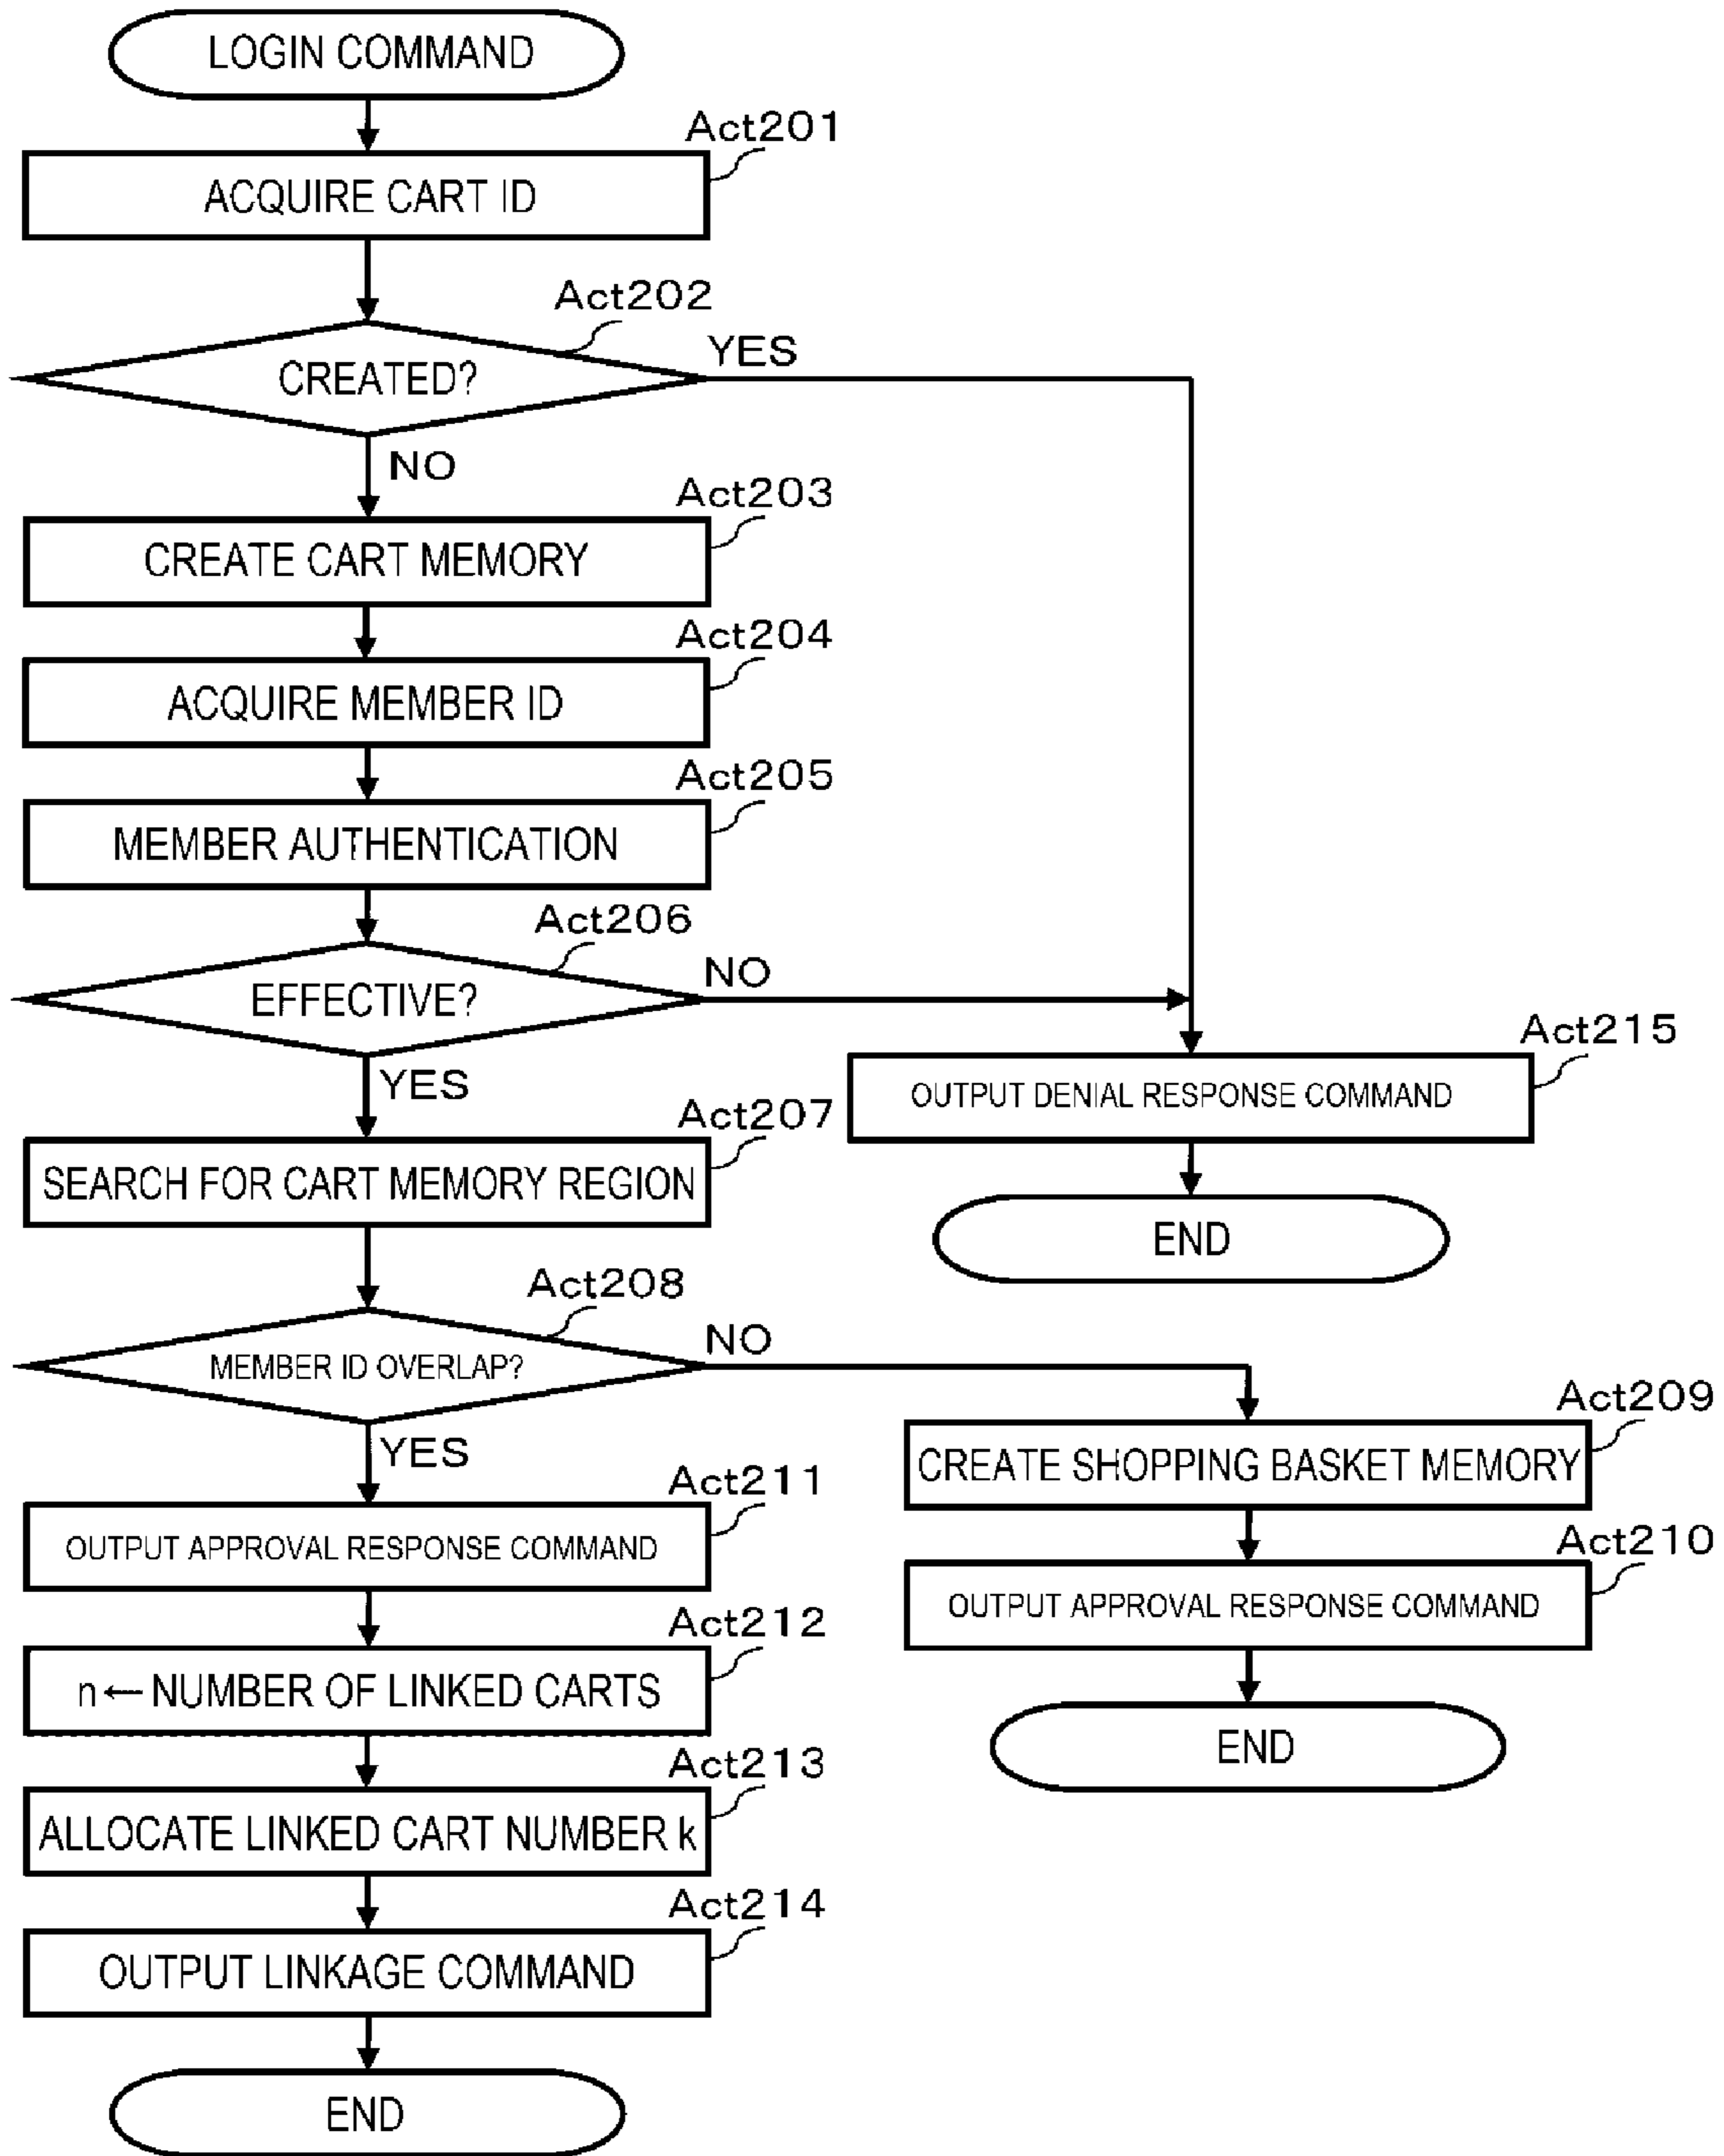 LOGIN COMMAND
Act201
ACQUIRE CART ID
Act202
CREATED?
YES
NO
Act203
CREATE CART MEMORY
Act204
ACQUIRE MEMBER ID
Act205
MEMBER AUTHENTICATION
Act206
EFFECTIVE?
NO
YES
Act215
OUTPUT DENIAL RESPONSE COMMAND
END
Act207
SEARCH FOR CART MEMORY REGION
Act208
MEMBER ID OVERLAP?
NO
YES
Act209
CREATE SHOPPING BASKET MEMORY
Act210
OUTPUT APPROVAL RESPONSE COMMAND
END
Act211
OUTPUT APPROVAL RESPONSE COMMAND
Act212
n←NUMBER OF LINKED CARTS
Act213
ALLOCATE LINKED CART NUMBER k
Act214
OUTPUT LINKAGE COMMAND
END